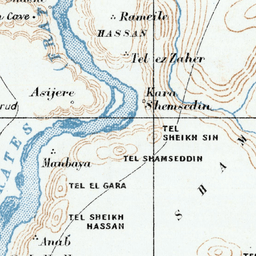 Cave.
Rameile
HASSAN
Tel ez Zaher
Asijere
Kara
Shemsedin
TEL
SHEIKH SIN
Manbaya
TEL SHAMSEDDIN
TEL EL GARA
S H A M
TEL SHEIKH
HASSAN
Anab